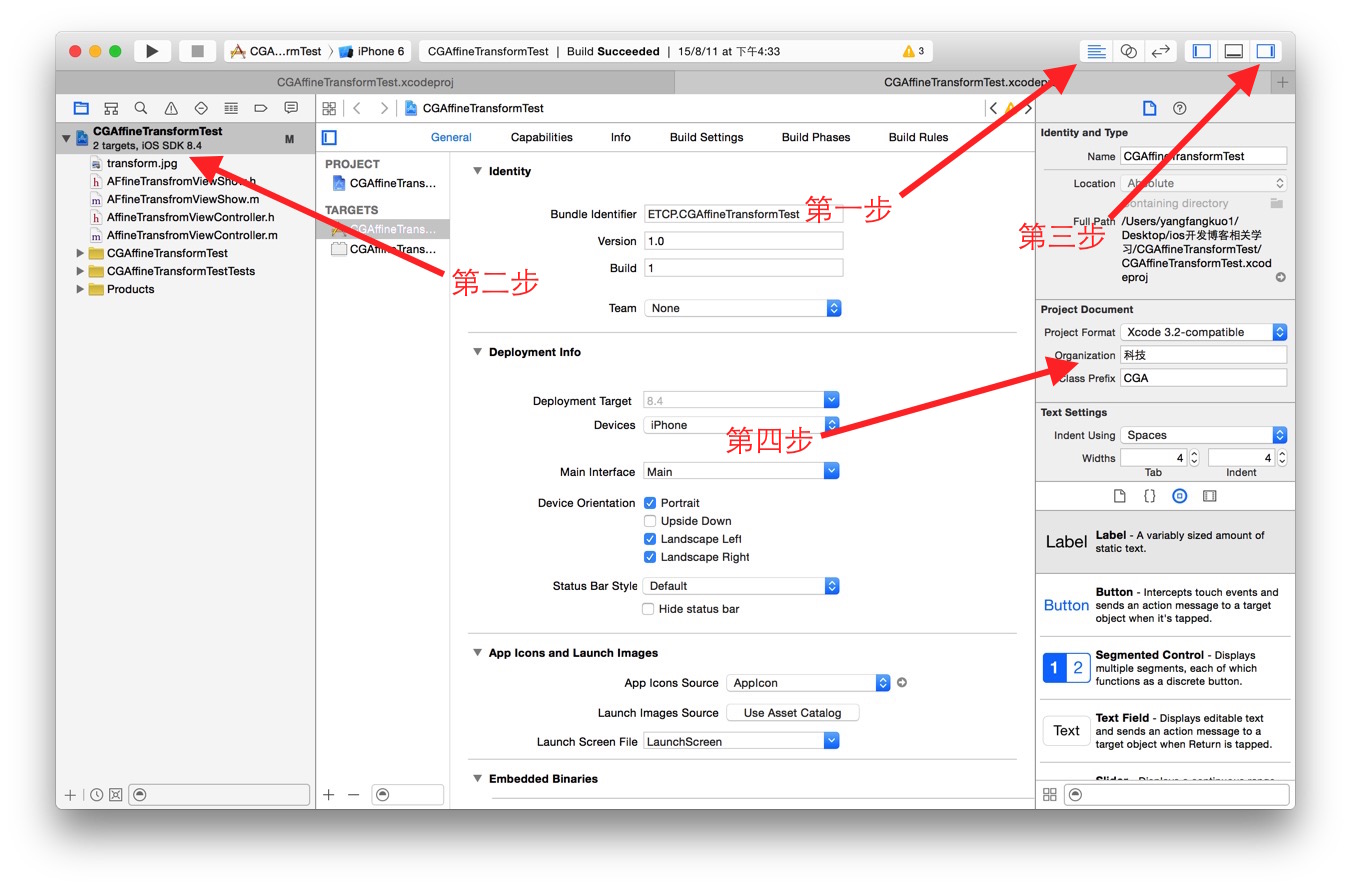 CGA...rmTest
iPhone 6
CGAffineTransformTest | Build Succeeded | 15/8/11 at 下午4:33
3
CGAffineTransformTest.xcodeproj
CGAffineTransformTest.xcodep
CGAffineTransformTest
2 targets, iOS SDK 8.4
M
transform.jpg
AFfineTransfromViewShow.h
AFfineTransfromViewShow.m
AffineTransfromViewController.h
AffineTransfromViewController.m
CGAffineTransformTest
CGAffineTransformTestTests
Products
CGAffineTransformTest
General
Capabilities
Info
Build Settings
Build Phases
Build Rules
PROJECT
CGAffineTrans...
TARGETS
CGAffineTrans...
CGAffineTrans...
Identity
Bundle Identifier ETCP.CGAffineTransformTest
Version 1.0
Build 1
Team None
Deployment Info
Deployment Target 8.4
Devices iPhone
Main Interface Main
Device Orientation Portrait
Upside Down
Landscape Left
Landscape Right
Status Bar Style Default
Hide status bar
App Icons and Launch Images
App Icons Source AppIcon
Launch Images Source Use Asset Catalog
Launch Screen File LaunchScreen
Embedded Binaries
第一步
第二步
第三步
第四步
Identity and Type
Name CGAffineTransformTest
Location Absolute
containing directory
Full Path /Users/yangfangkuo1/
Desktop/ios开发博客相关学
习/CGAffineTransformTest/
CGAffineTransformTest.xcod
eproj
Project Document
Project Format Xcode 3.2-compatible
Organization 科技
Class Prefix CGA
Text Settings
Indent Using Spaces
Widths 4 4
Tab Indent
{}
Label Label - A variably sized amount of
static text.
Button Button - Intercepts touch events and
sends an action message to a target
object when it's tapped.
1 2 Segmented Control - Displays
multiple segments, each of which
functions as a discrete button.
Text Text Field - Displays editable text
and sends an action message to a
target object when Return is tapped.
Slider - Displays a continuous range